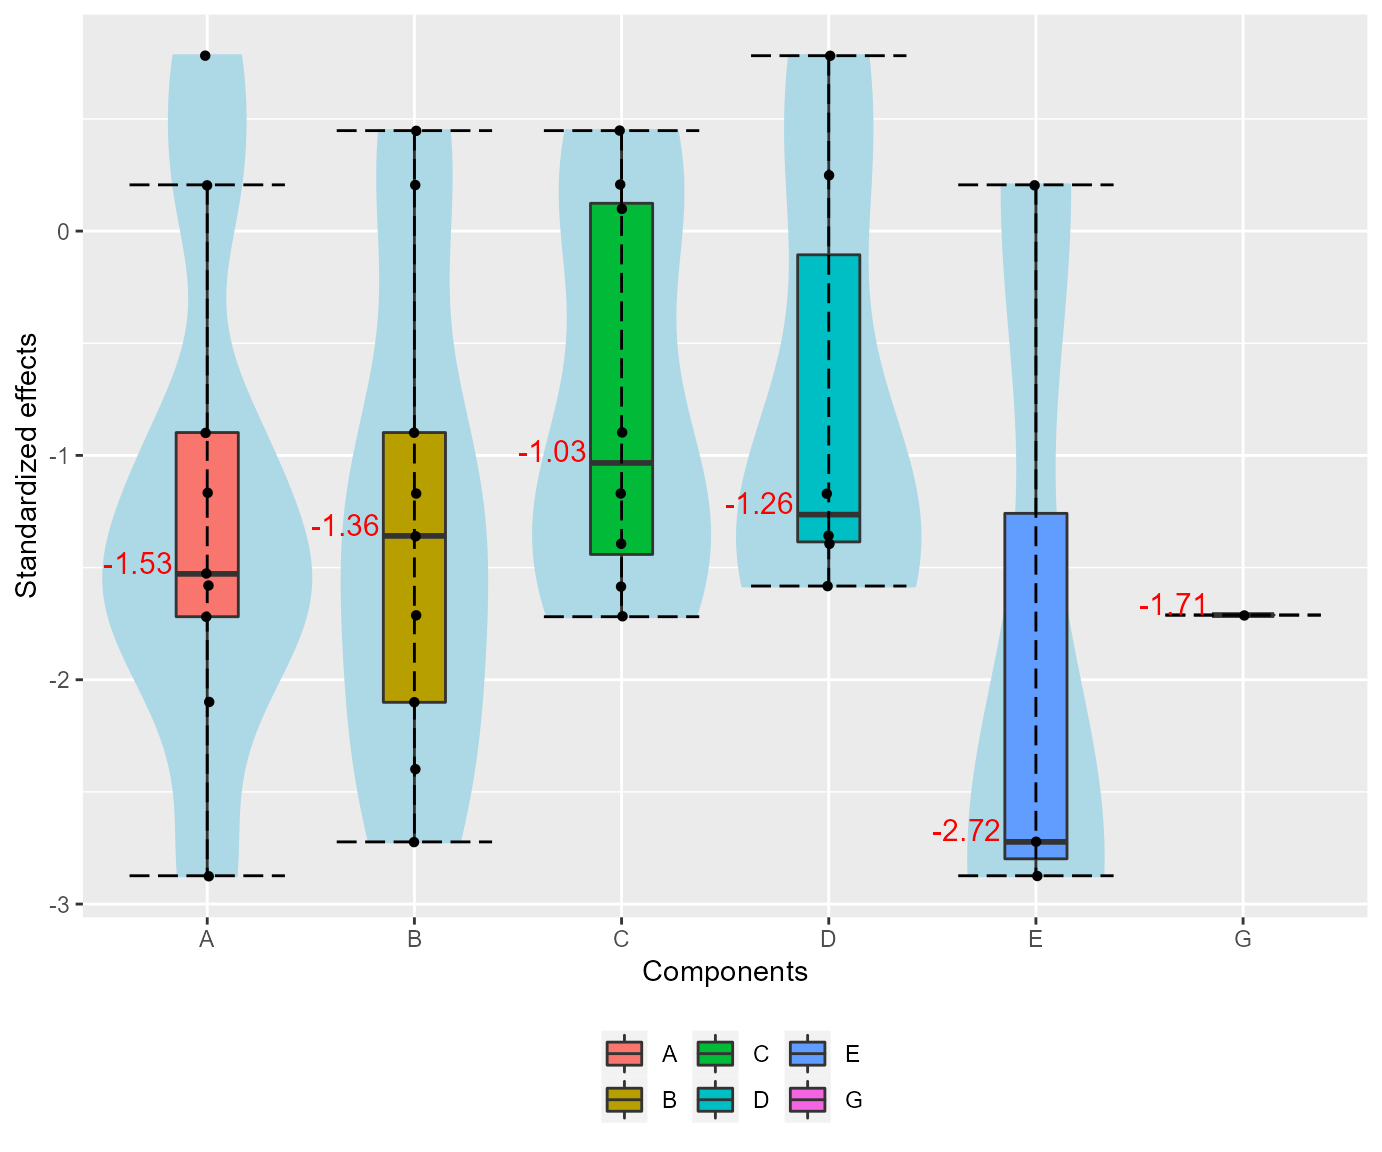 Standardized effects
0
-1
-2
-3
-1.53
-1.36
-1.03
-1.26
-2.72
-1.71
A B C D E G
Components
A C E
B D G